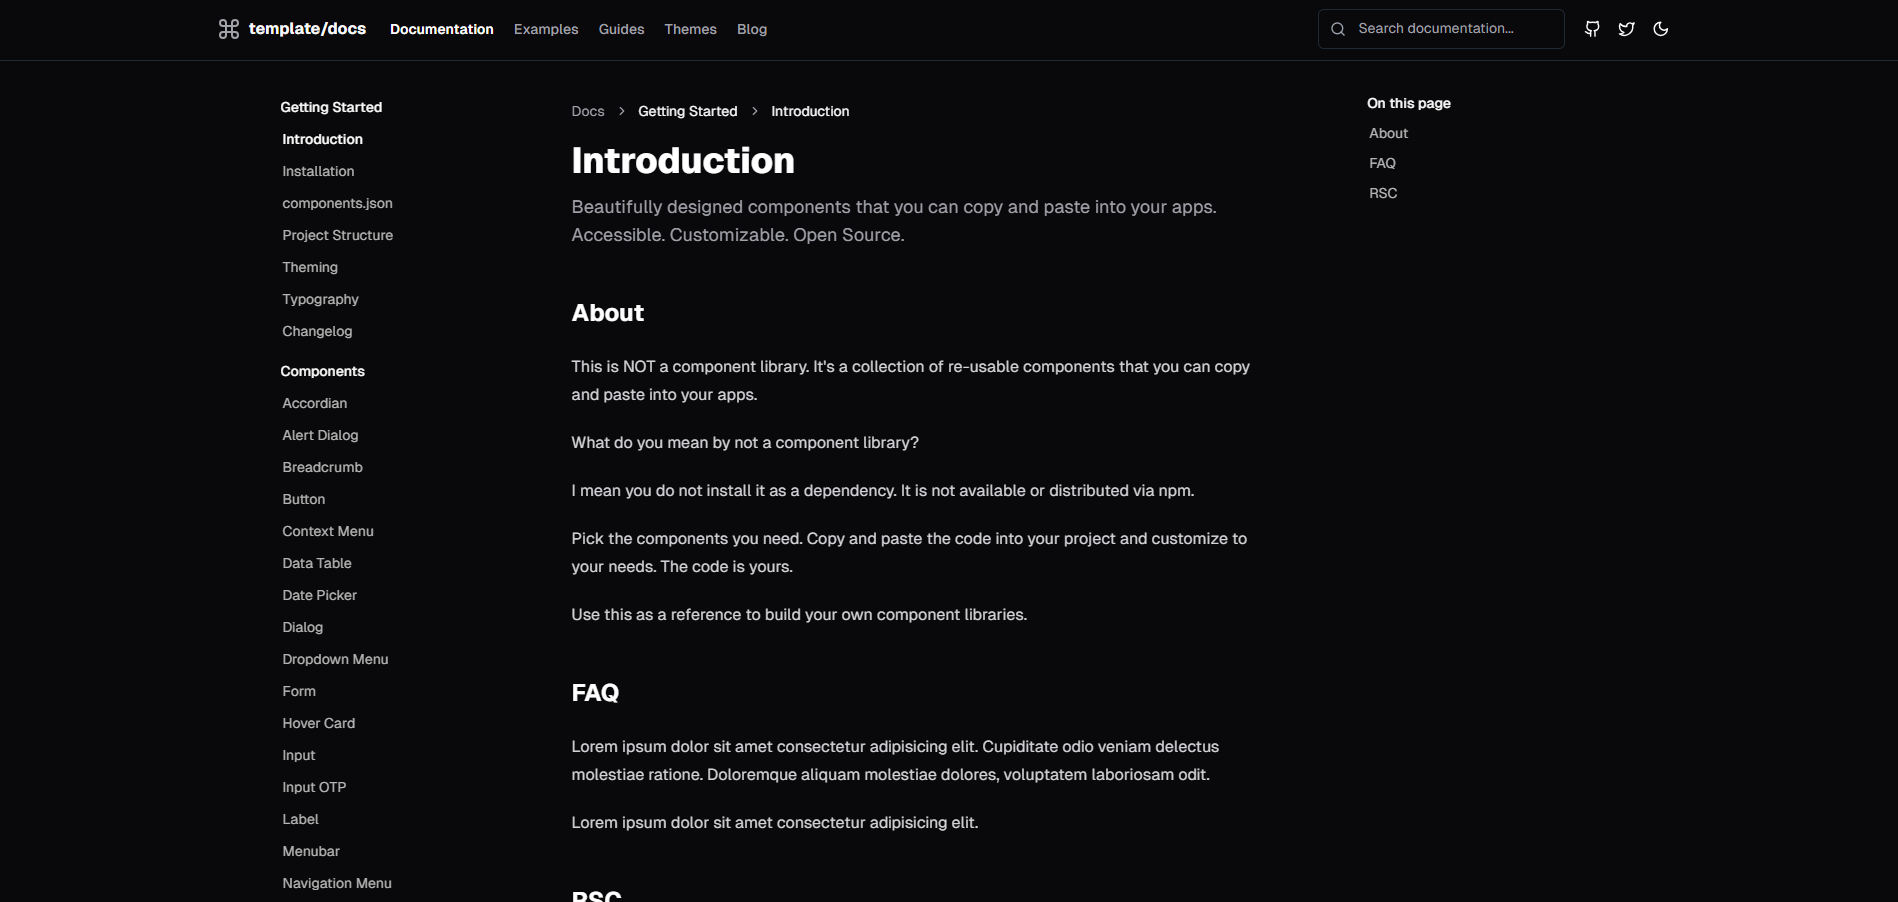 template/docs
Documentation
Examples
Guides
Themes
Blog
Search documentation...
Getting Started
Introduction
Installation
components.json
Project Structure
Theming
Typography
Changelog
Components
Accordian
Alert Dialog
Breadcrumb
Button
Context Menu
Data Table
Date Picker
Dialog
Dropdown Menu
Form
Hover Card
Input
Input OTP
Label
Menubar
Navigation Menu
Docs > Getting Started > Introduction
Introduction
Beautifully designed components that you can copy and paste into your apps.
Accessible. Customizable. Open Source.
About
This is NOT a component library. It's a collection of re-usable components that you can copy
and paste into your apps.
What do you mean by not a component library?
I mean you do not install it as a dependency. It is not available or distributed via npm.
Pick the components you need. Copy and paste the code into your project and customize to
your needs. The code is yours.
Use this as a reference to build your own component libraries.
FAQ
Lorem ipsum dolor sit amet consectetur adipisicing elit. Cupiditate odio veniam delectus
molestiae ratione. Doloremque aliquam molestiae dolores, voluptatem laboriosam odit.
Lorem ipsum dolor sit amet consectetur adipisicing elit.
RSC
On this page
About
FAQ
RSC